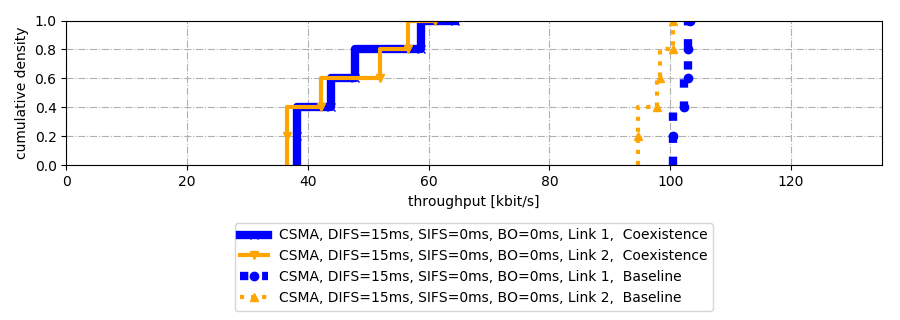 1.0
0.8
0.6
0.4
0.2
0.0
cumulative density
0 20 40 60 80 100 120
throughput [kbit/s]
CSMA, DIFS=15ms, SIFS=0ms, BO=0ms, Link 1,  Coexistence
CSMA, DIFS=15ms, SIFS=0ms, BO=0ms, Link 2,  Coexistence
CSMA, DIFS=15ms, SIFS=0ms, BO=0ms, Link 1,  Baseline
CSMA, DIFS=15ms, SIFS=0ms, BO=0ms, Link 2,  Baseline